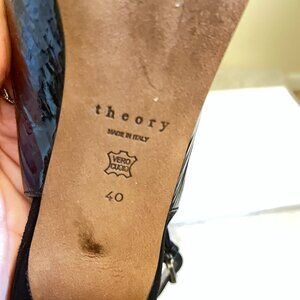 theory
MADE IN ITALY
VERO
CUOIO
40